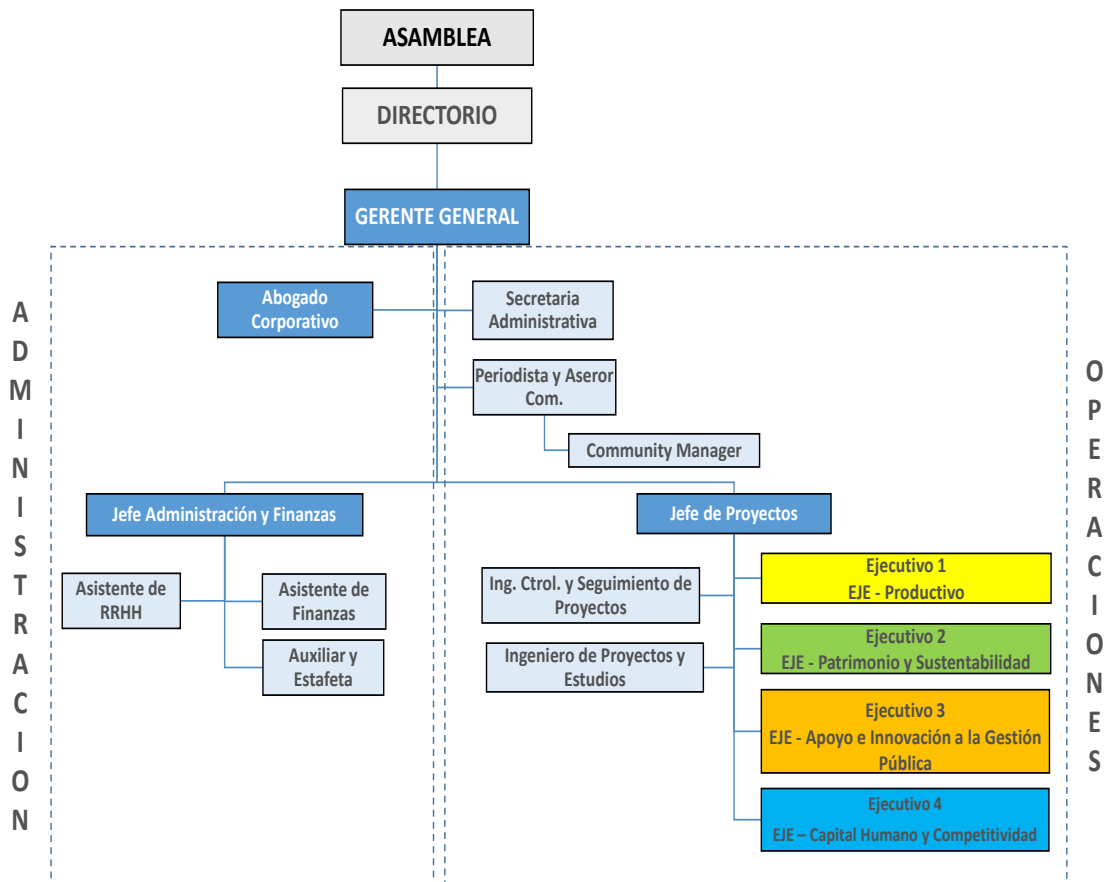 ASAMBLEA
DIRECTORIO
GERENTE GENERAL
ADMINISTRACION
OPERACIONES
Abogado
Corporativo
Secretaria
Administrativa
Periodista y Aseror
Com.
Community Manager
Jefe Administración y Finanzas
Jefe de Proyectos
Asistente de
RRHH
Asistente de
Finanzas
Auxiliar y
Estafeta
Ing. Ctrol. y Seguimiento de
Proyectos
Ingeniero de Proyectos y
Estudios
Ejecutivo 1
EJE - Productivo
Ejecutivo 2
EJE - Patrimonio y Sustentabilidad
Ejecutivo 3
EJE - Apoyo e Innovación a la Gestión
Pública
Ejecutivo 4
EJE – Capital Humano y Competitividad